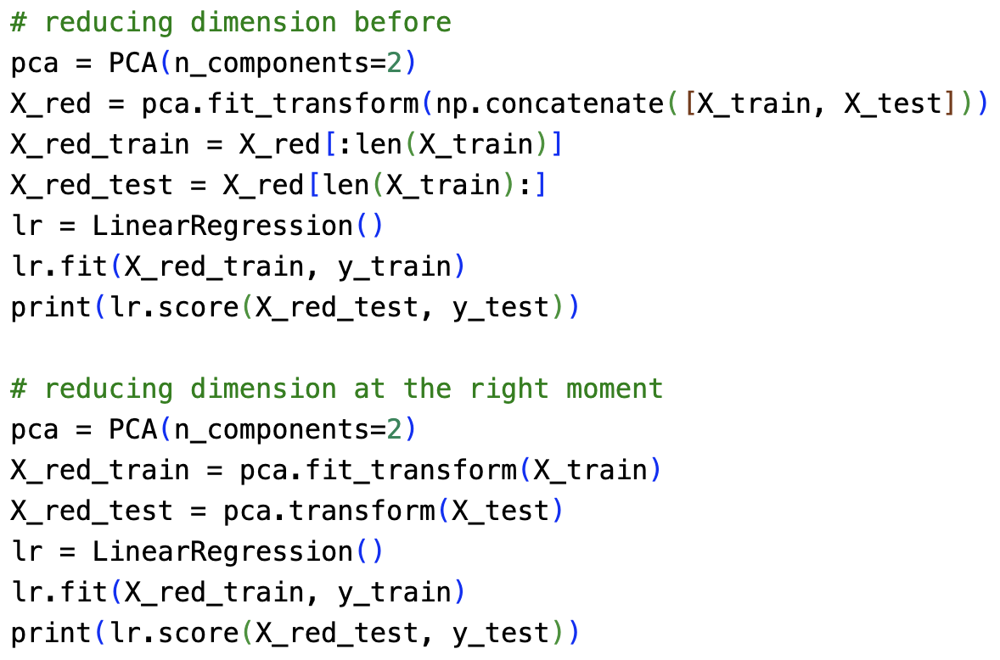 # reducing dimension before
pca = PCA(n_components=2)
X_red = pca.fit_transform(np.concatenate([X_train, X_test]))
X_red_train = X_red[:len(X_train)]
X_red_test = X_red[len(X_train):]
lr = LinearRegression()
lr.fit(X_red_train, y_train)
print(lr.score(X_red_test, y_test))

# reducing dimension at the right moment
pca = PCA(n_components=2)
X_red_train = pca.fit_transform(X_train)
X_red_test = pca.transform(X_test)
lr = LinearRegression()
lr.fit(X_red_train, y_train)
print(lr.score(X_red_test, y_test))